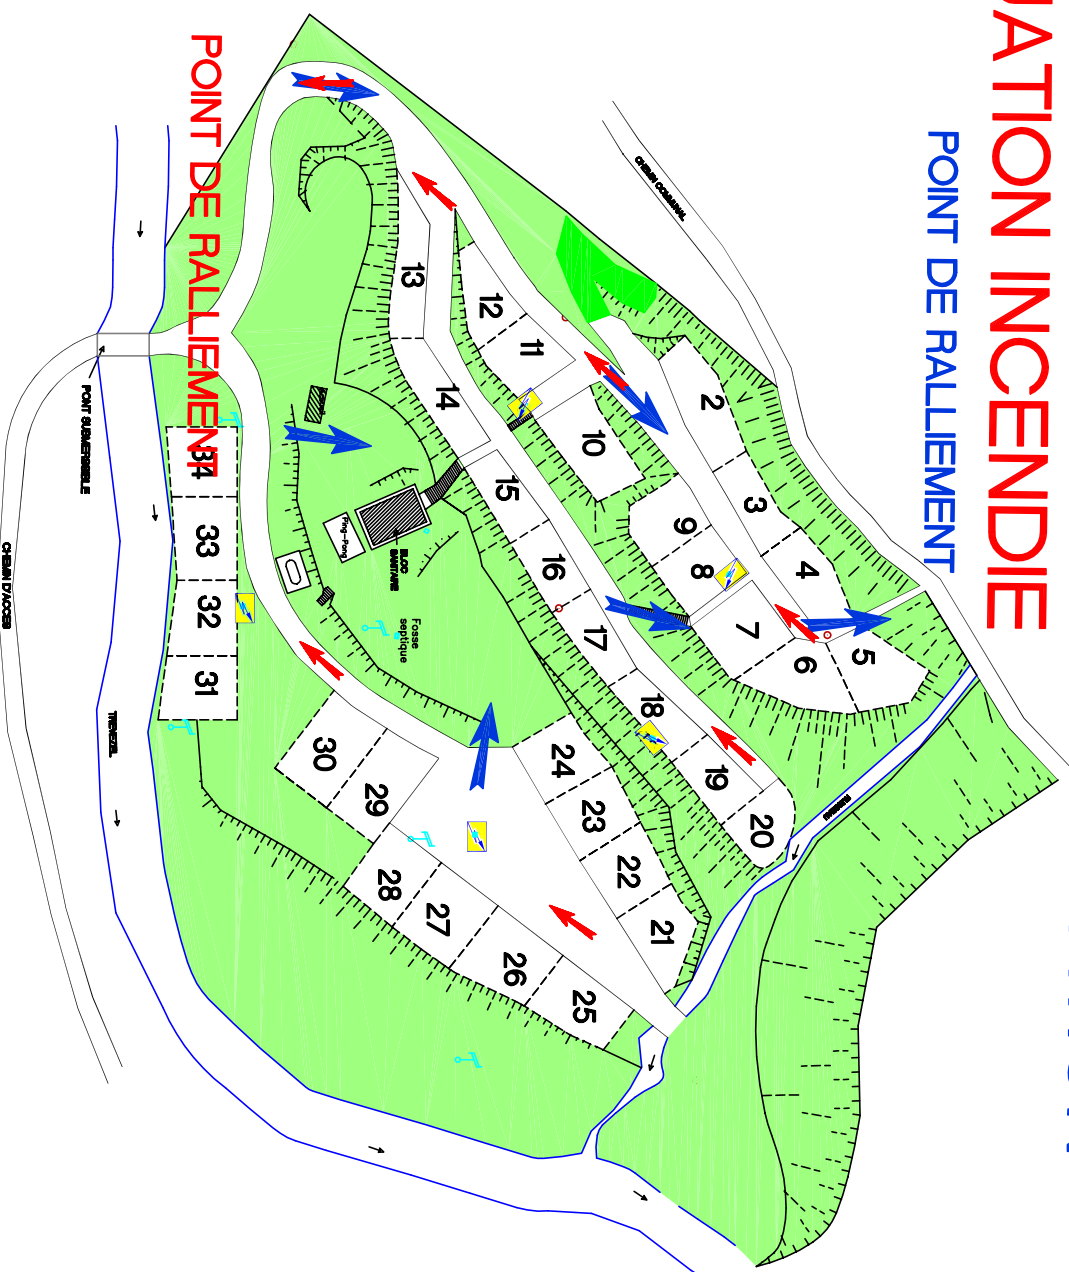 UATION INCENDIE
POINT DE RALLIEMENT
POINT DE RALLIEMENT
CHEMIN COMMUNAL
2
3
4
5
6
7
8
9
10
11
12
13
14
15
16
17
18
19
20
RUISSEAU
21
22
23
24
25
26
27
28
29
30
31
32
33
34
BLOC
SANITAIRE
Ping-Pong
Fosse
septique
PONT SUBMERSIBLE
CHEMIN D'ACCES